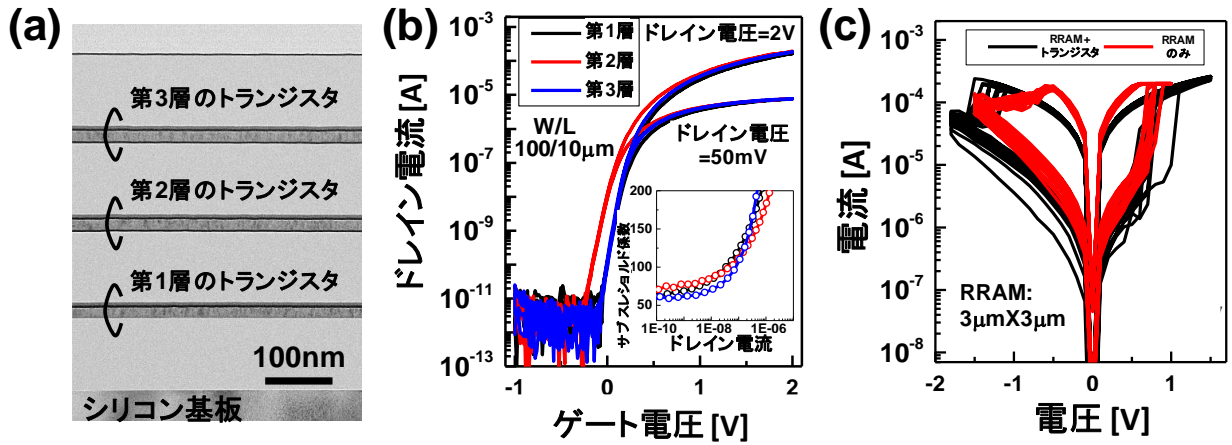 (a)
第3層のトランジスタ
第2層のトランジスタ
第1層のトランジスタ
100nm
シリコン基板
(b)
ドレイン電流 [A]
10⁻³
10⁻⁵
10⁻⁷
10⁻⁹
10⁻¹¹
10⁻¹³
第1層
第2層
第3層
ドレイン電圧=2V
W/L
100/10μm
ドレイン電圧
=50mV
サブスレショルド係数
200
150
100
50
1E-10 1E-08 1E-06
ドレイン電流
-1 0 1 2
ゲート電圧 [V]
(c)
電流 [A]
10⁻³
10⁻⁴
10⁻⁵
10⁻⁶
10⁻⁷
10⁻⁸
RRAM+
トランジスタ
RRAM
のみ
RRAM:
3μmX3μm
-2 -1 0 1
電圧 [V]